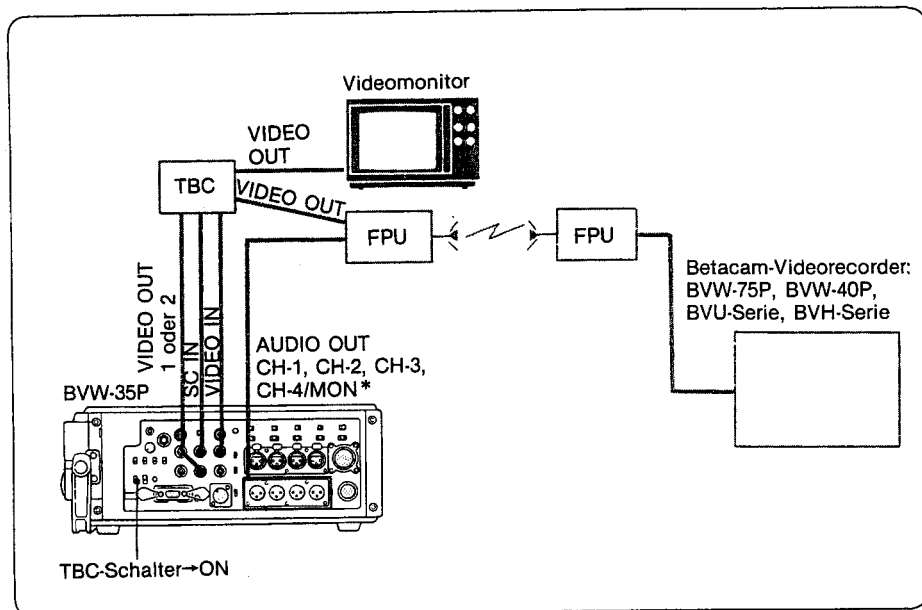 Videomonitor
VIDEO
OUT
TBC
VIDEO OUT
FPU
FPU
Betacam-Videorecorder:
BVW-75P, BVW-40P,
BVU-Serie, BVH-Serie
VIDEO OUT
1 oder 2
SC IN
VIDEO IN
AUDIO OUT
CH-1, CH-2, CH-3,
CH-4/MON*
BVW-35P
TBC-Schalter→ON